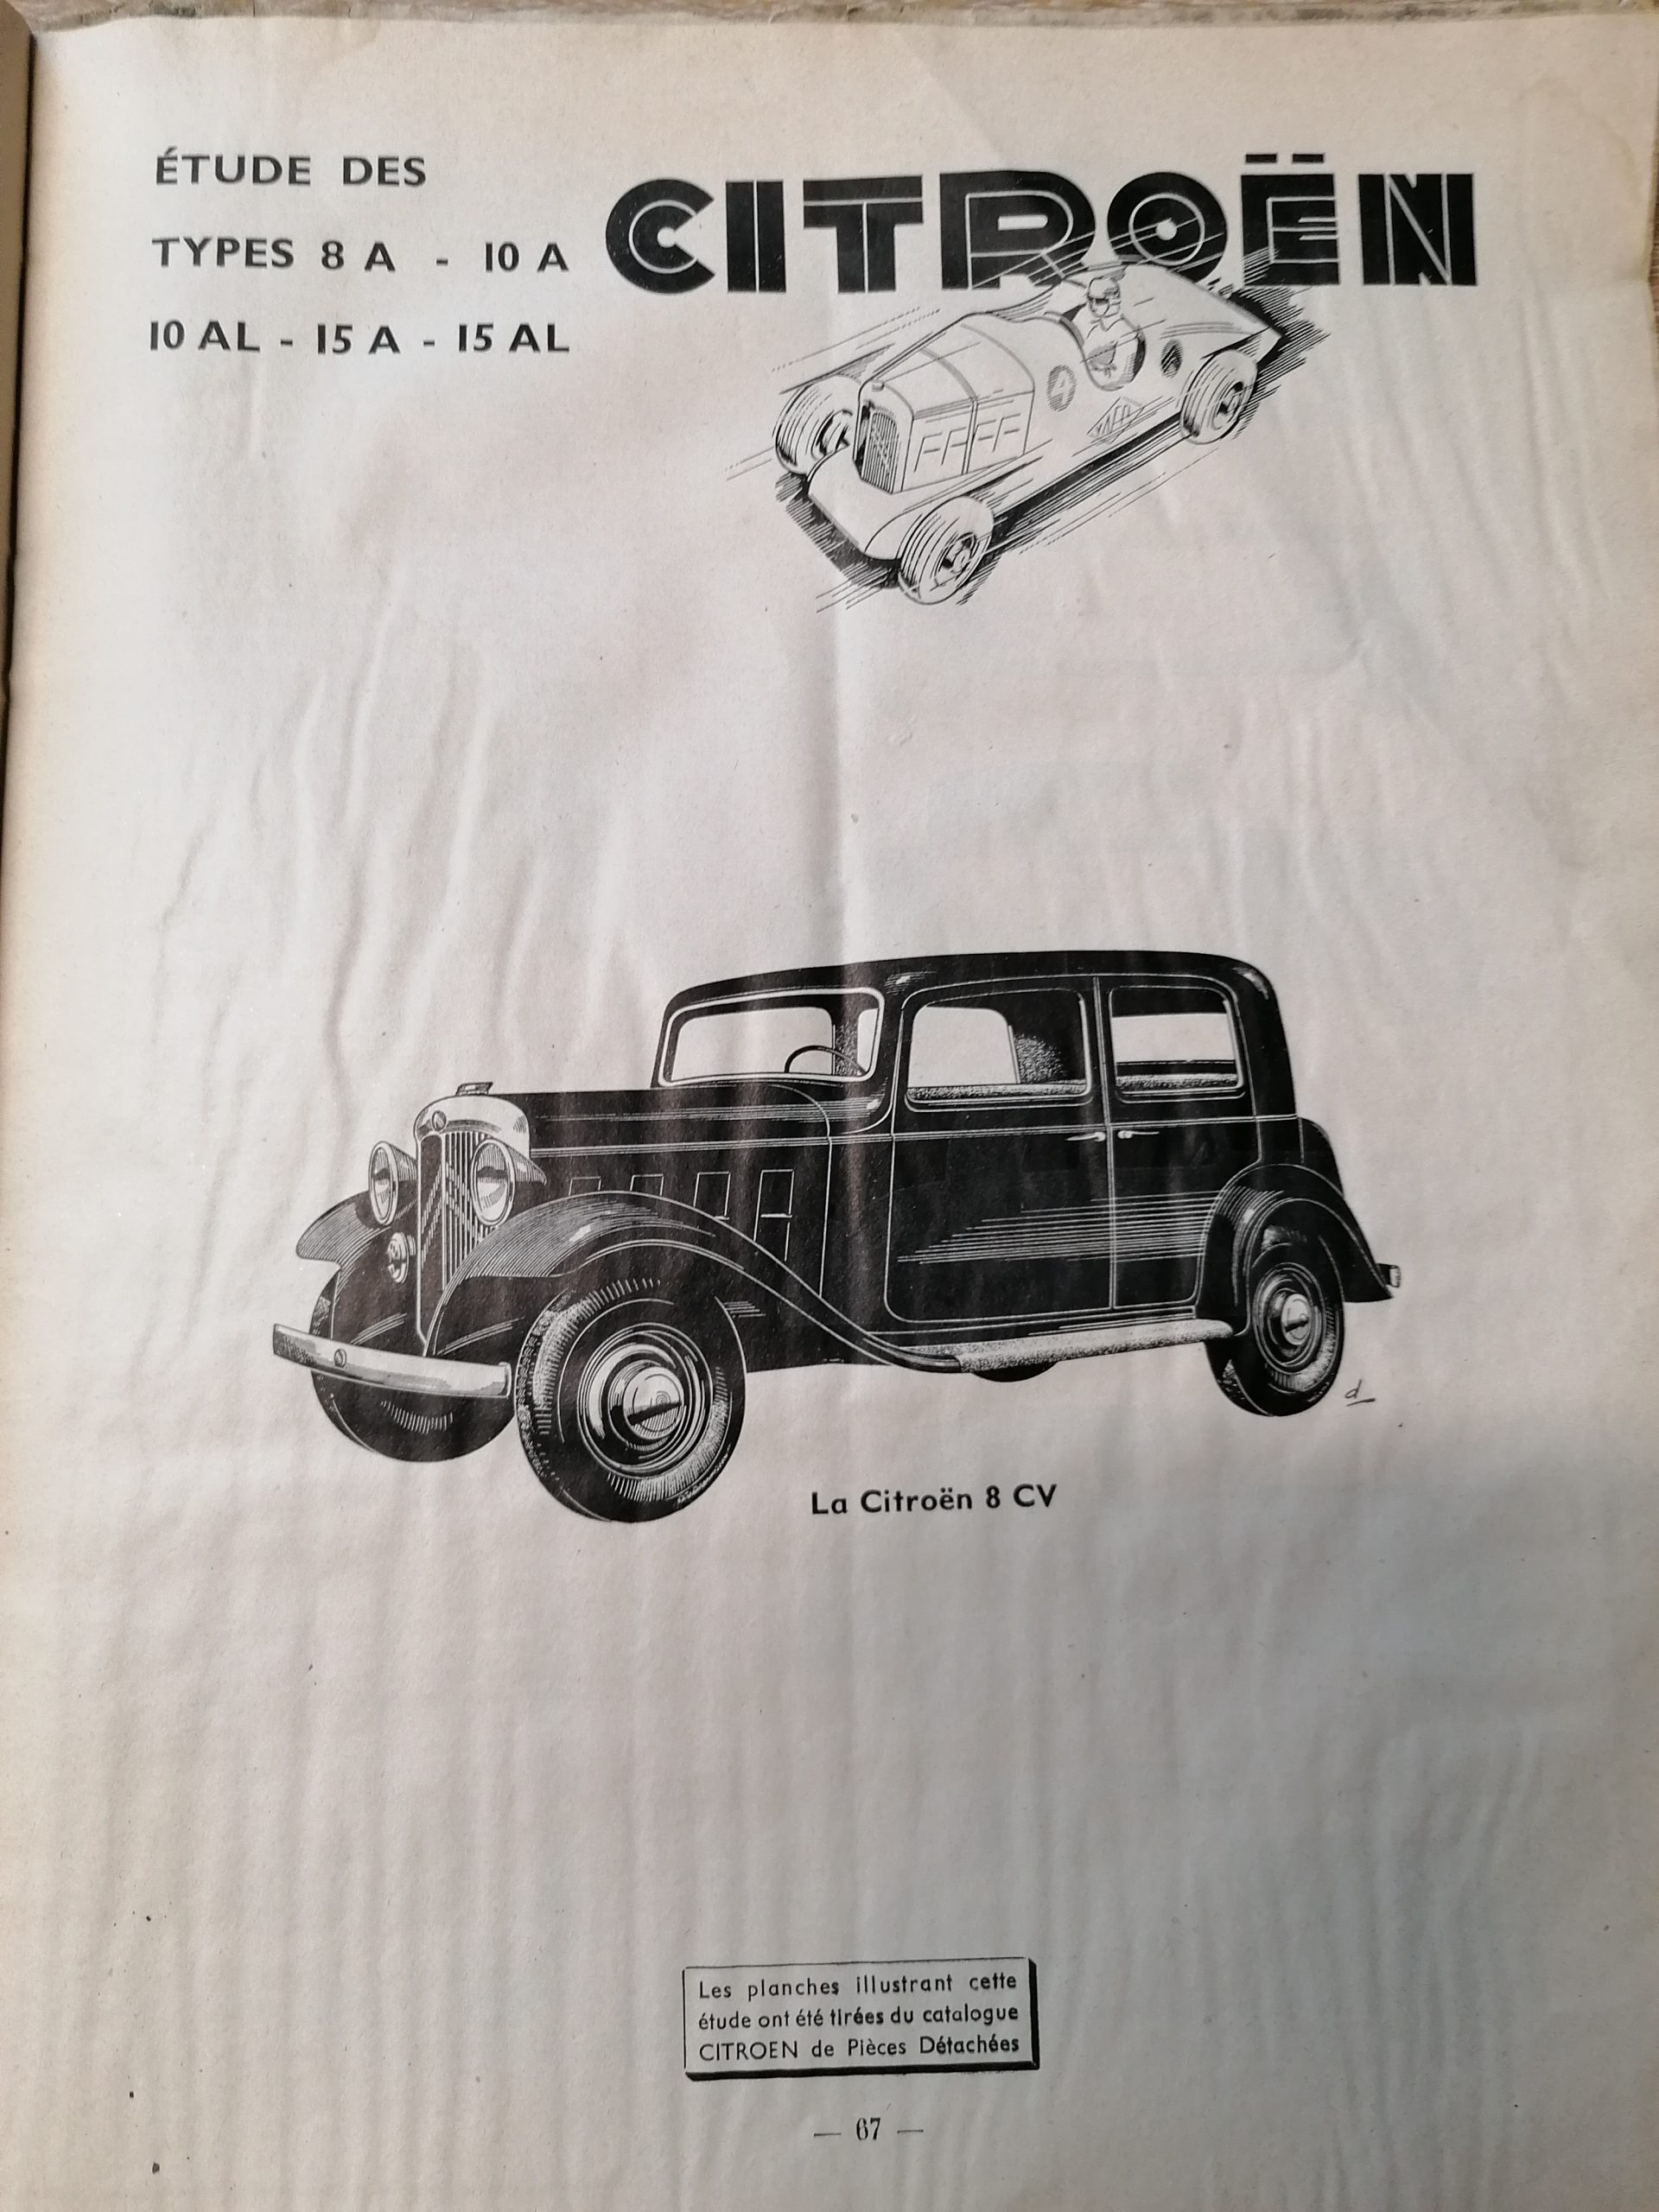 ÉTUDE DES
TYPES 8 A - 10 A
10 AL - 15 A - 15 AL
CITROËN
4
La Citroën 8 CV
Les planches illustrant cette
étude ont été tirées du catalogue
CITROEN de Pièces Détachées
— 67 —